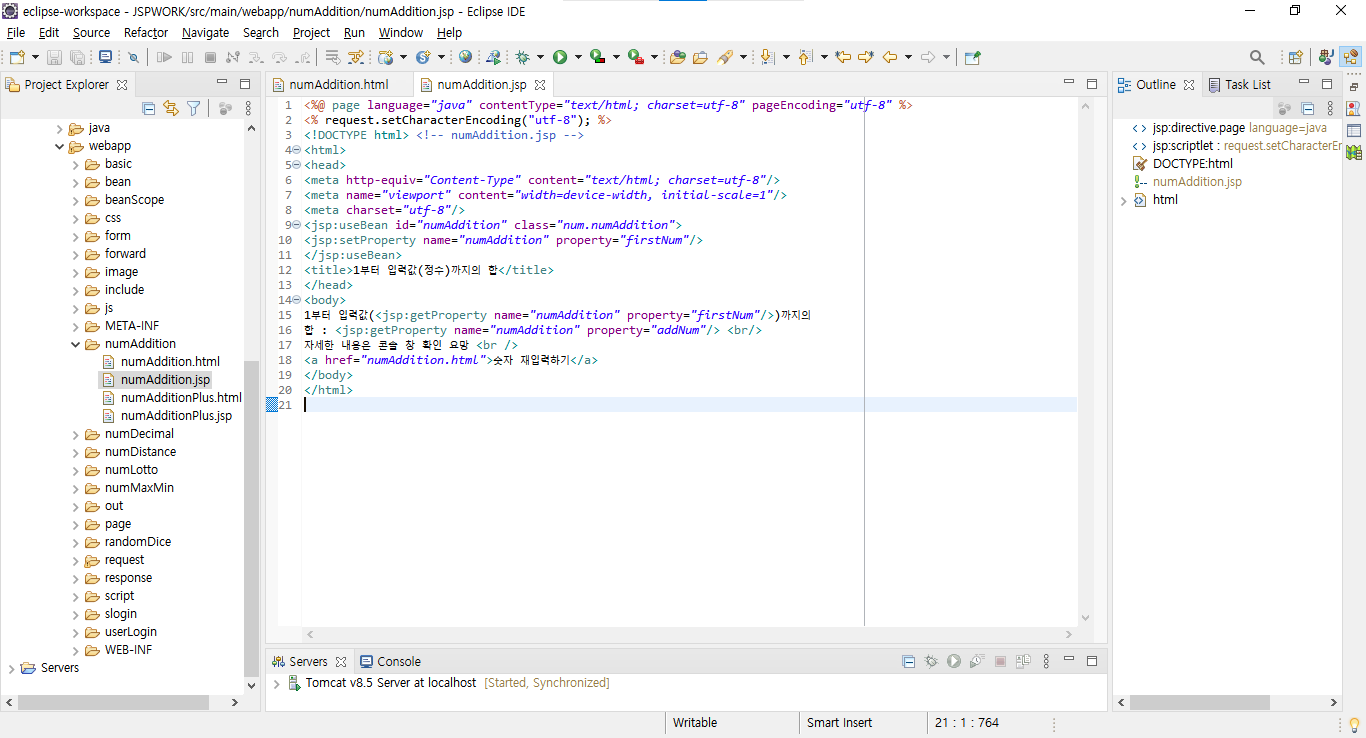 eclipse-workspace - JSPWORK/src/main/webapp/numAddition/numAddition.jsp - Eclipse IDE
File Edit Source Refactor Navigate Search Project Run Window Help
Project Explorer
java
webapp
basic
bean
beanScope
css
form
forward
image
include
js
META-INF
numAddition
numAddition.html
numAddition.jsp
numAdditionPlus.html
numAdditionPlus.jsp
numDecimal
numDistance
numLotto
numMaxMin
out
page
randomDice
request
response
script
slogin
userLogin
WEB-INF
Servers
numAddition.html numAddition.jsp
1 <%@ page language="java" contentType="text/html; charset=utf-8" pageEncoding="utf-8" %>
2 <% request.setCharacterEncoding("utf-8"); %>
3 <!DOCTYPE html> <!-- numAddition.jsp -->
4 <html>
5 <head>
6 <meta http-equiv="Content-Type" content="text/html; charset=utf-8"/>
7 <meta name="viewport" content="width=device-width, initial-scale=1"/>
8 <meta charset="utf-8"/>
9 <jsp:useBean id="numAddition" class="num.numAddition">
10 <jsp:setProperty name="numAddition" property="firstNum"/>
11 </jsp:useBean>
12 <title>1부터 입력값(정수)까지의 합</title>
13 </head>
14 <body>
15 1부터 입력값(<jsp:getProperty name="numAddition" property="firstNum"/>)까지의
16 합 : <jsp:getProperty name="numAddition" property="addNum"/> <br/>
17 자세한 내용은 콘솔 창 확인 요망 <br />
18 <a href="numAddition.html">숫자 재입력하기</a>
19 </body>
20 </html>
21
Servers Console
Tomcat v8.5 Server at localhost [Started, Synchronized]
Outline Task List
jsp:directive.page language=java
jsp:scriptlet : request.setCharacterEr
DOCTYPE:html
numAddition.jsp
html
Writable Smart Insert 21 : 1 : 764